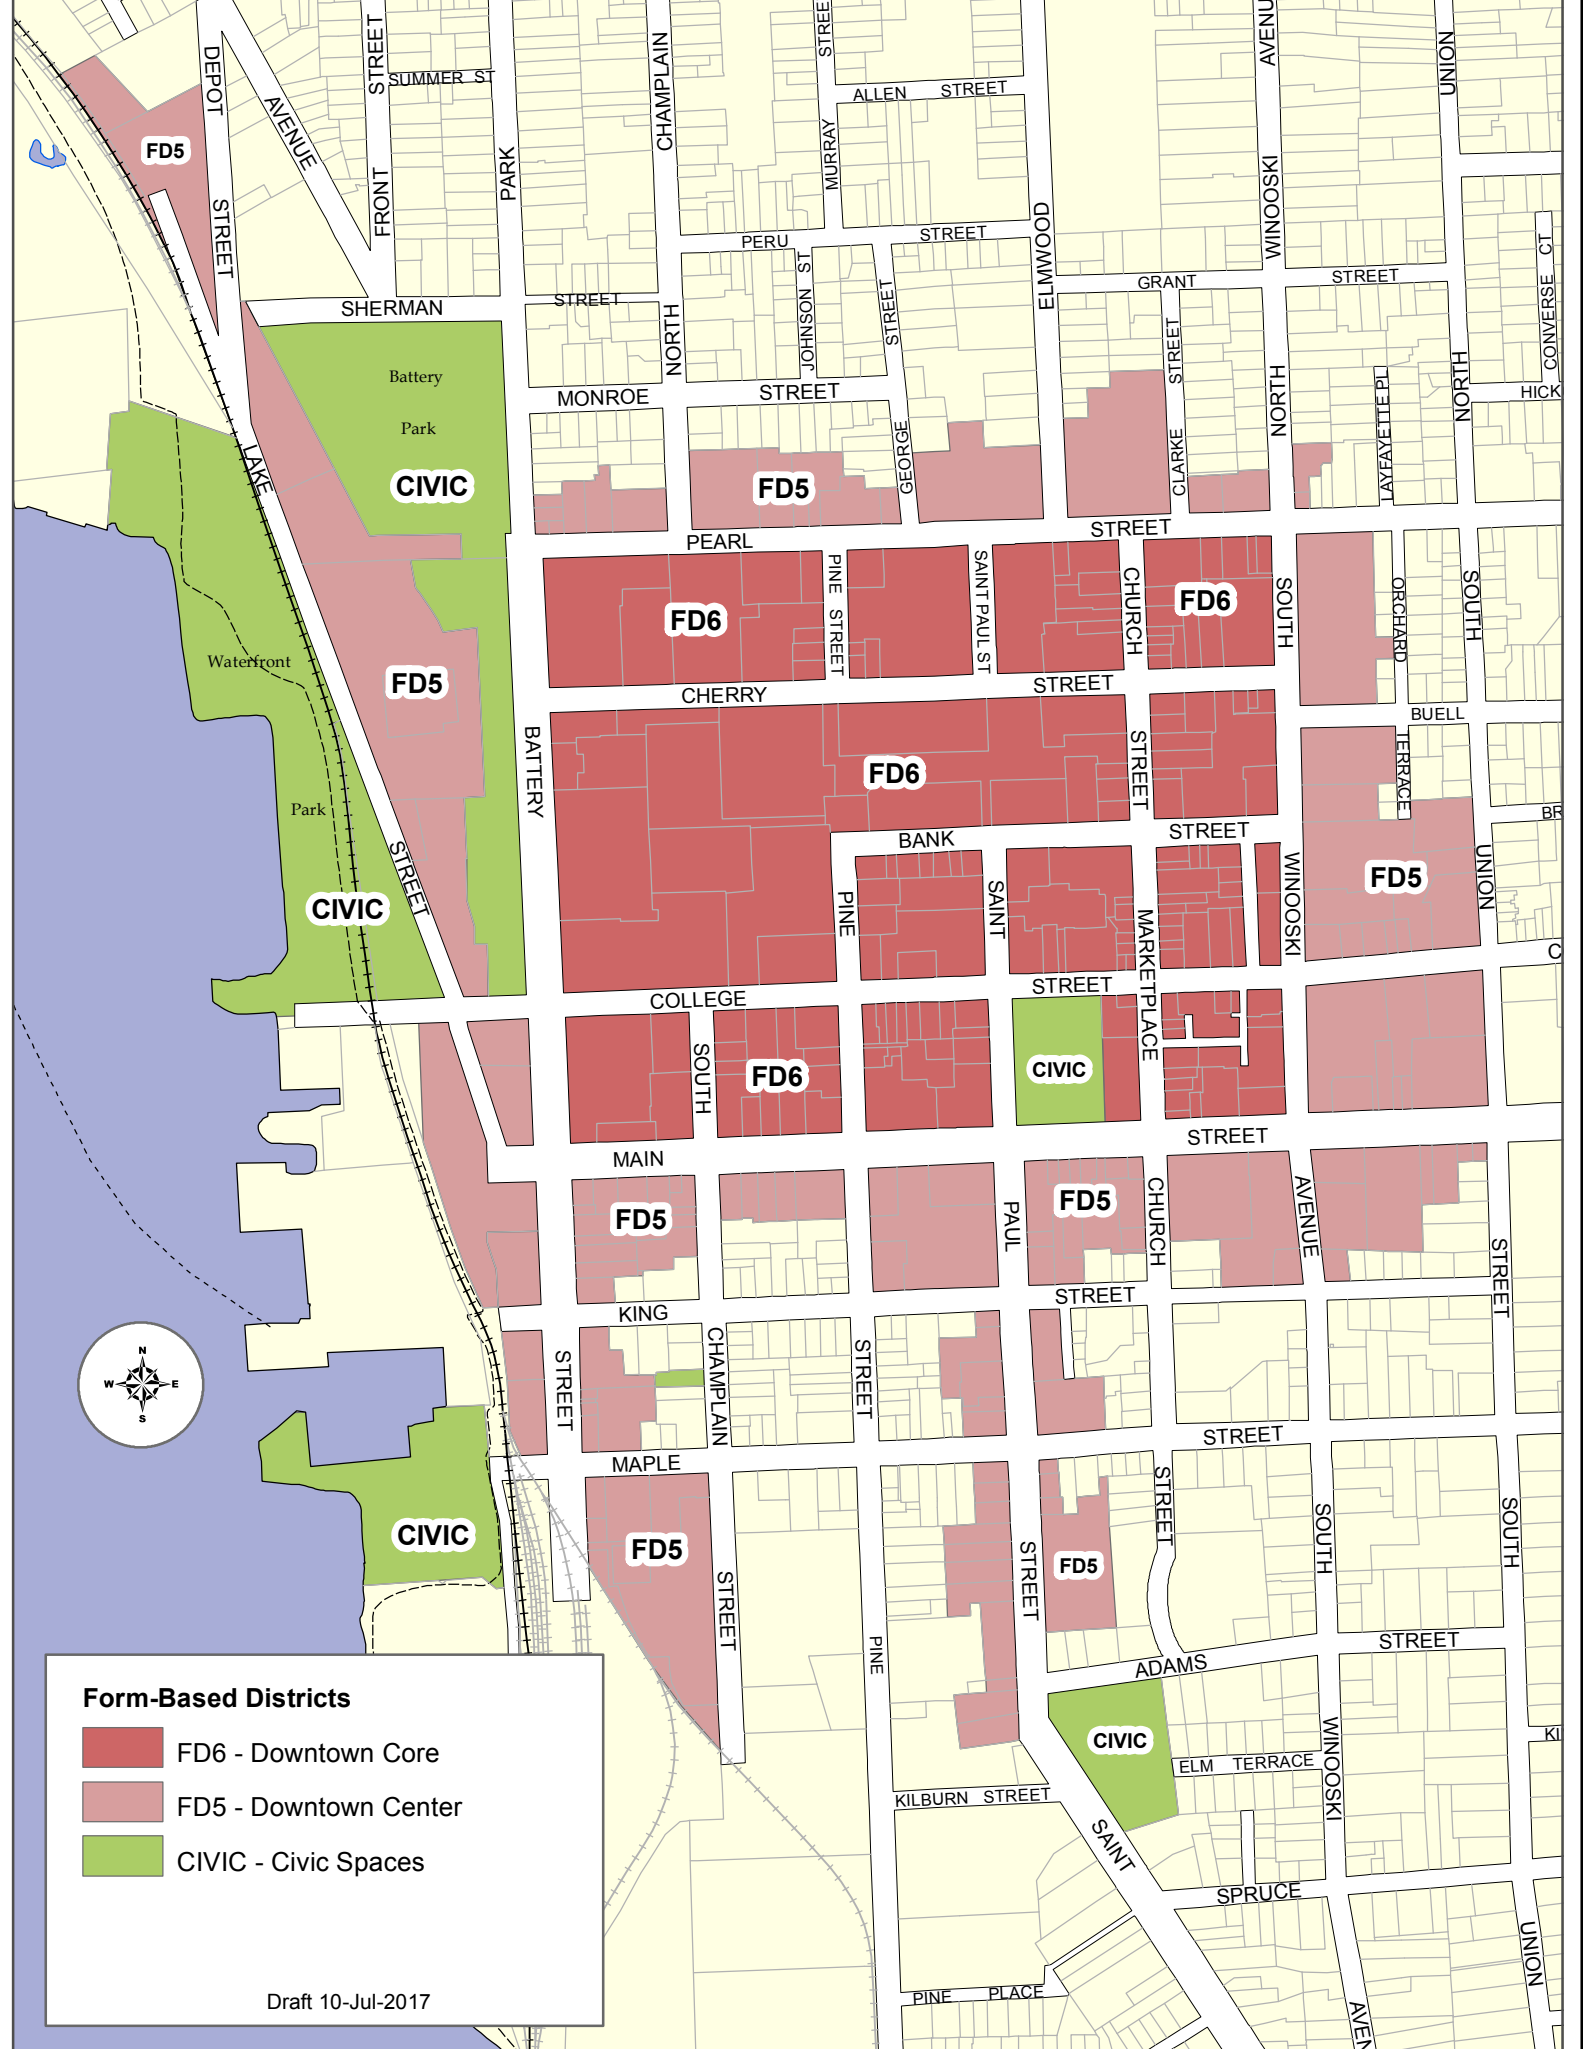 DEPOT
STREET
AVENUE
FRONT
STREET
SUMMER ST
PARK
CHAMPLAIN
NORTH
MURRAY
STREE
ALLEN STREET
ELMWOOD
AVENU
WINOOSKI
NORTH
UNION
NORTH
PERU STREET
JOHNSON ST
STREET
GEORGE
GRANT STREET
CLARKE STREET
LAYFAYETTE PL
CONVERSE CT
HICK
SHERMAN STREET
MONROE STREET
FD5
Battery
Park
CIVIC
FD5
LAKE
STREET
PEARL STREET
FD6
PINE STREET
SAINT PAUL ST
CHURCH
STREET
FD6
SOUTH
WINOOSKI
ORCHARD
TERRACE
SOUTH
UNION
Waterfront
Park
CIVIC
FD5
BATTERY
CHERRY STREET
BUELL
FD6
BR
BANK STREET
PINE
SAINT
MARKETPLACE
FD5
C
COLLEGE STREET
SOUTH
FD6
CIVIC
MAIN STREET
FD5
PAUL
FD5
CHURCH
AVENUE
STREET
KING STREET
STREET
CHAMPLAIN
STREET
N
W E
S
MAPLE STREET
CIVIC
FD5
STREET
PINE
STREET
FD5
STREET
SOUTH
SOUTH
ADAMS STREET
CIVIC
ELM TERRACE
WINOOSKI
KI
KILBURN STREET
SAINT
SPRUCE
UNION
AVEN
PINE PLACE
Form-Based Districts
FD6 - Downtown Core
FD5 - Downtown Center
CIVIC - Civic Spaces
Draft 10-Jul-2017